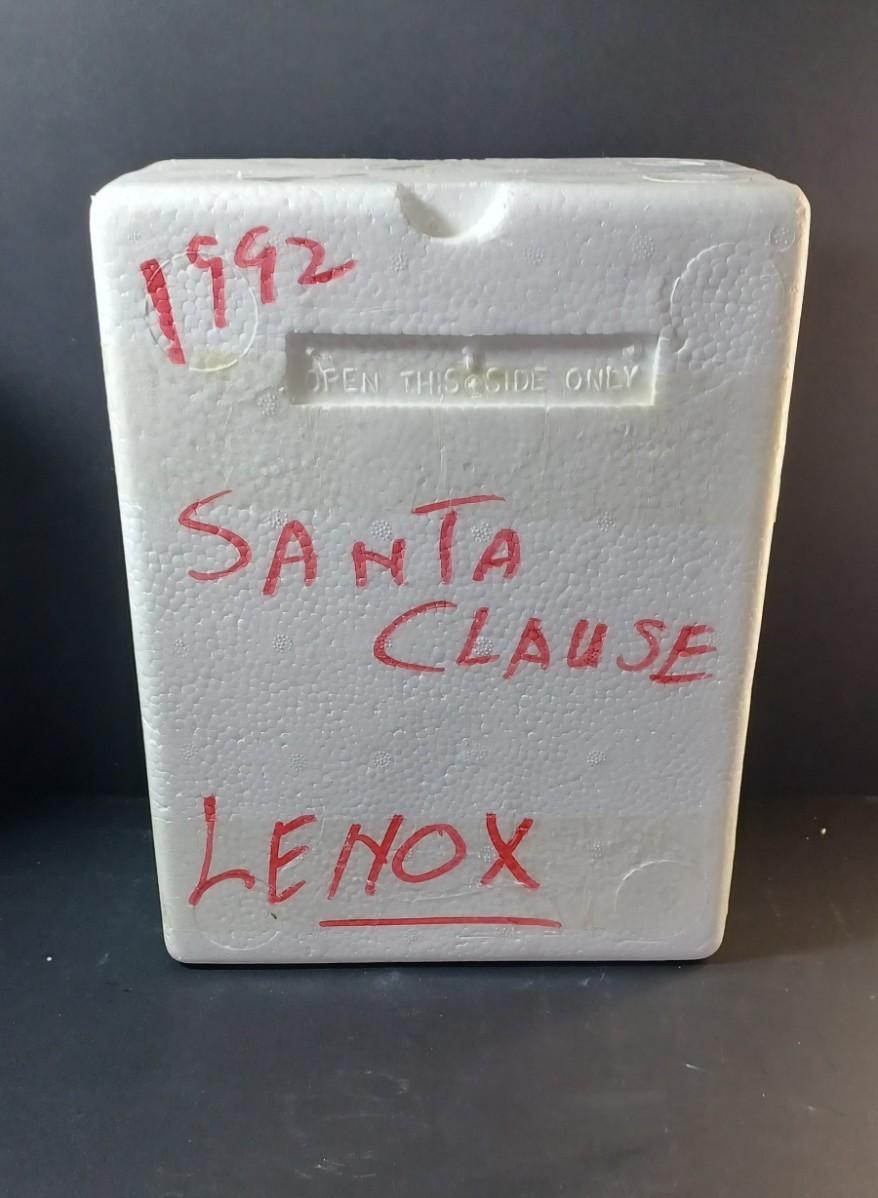 1992
OPEN THIS SIDE ONLY
SANTA
CLAUSE
LENOX